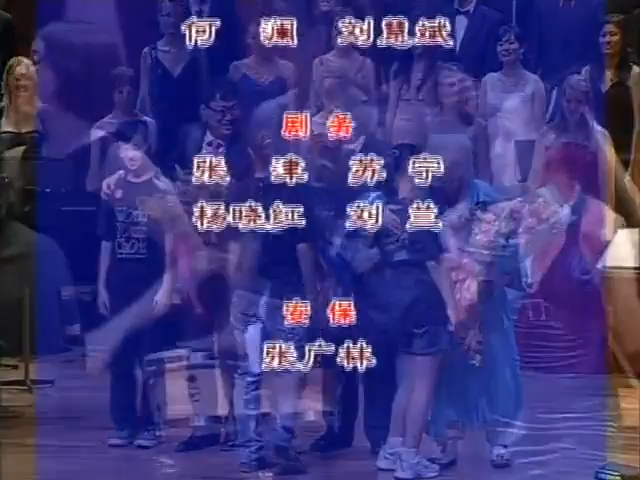 何 澜 刘慧斌
剧 务
张 津 苏 宁
杨晓红 刘 兰
安 保
张广林